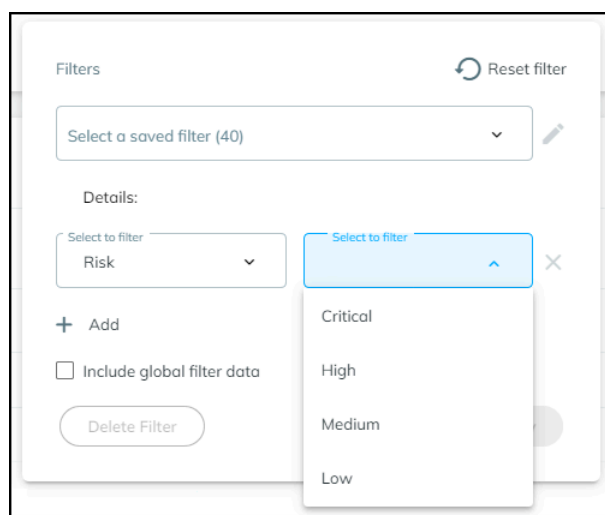 Filters
Reset filter
Select a saved filter (40)
Details:
Select to filter
Select to filter
Risk
Critical
Add
High
Include global filter data
Medium
Delete Filter
Low